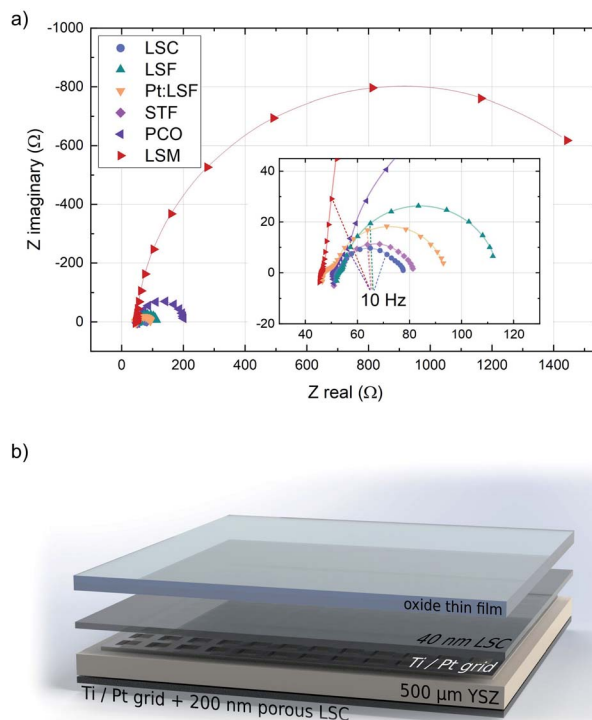 a)
-1000
-800
-600
-400
-200
0
Z imaginary (Ω)
LSC
LSF
Pt:LSF
STF
PCO
LSM
40
20
0
-20
40
60
80
100
120
10 Hz
0
200
400
600
800
1000
1200
1400
Z real (Ω)
b)
oxide thin film
40 nm LSC
Ti / Pt grid
500 µm YSZ
Ti / Pt grid + 200 nm porous LSC